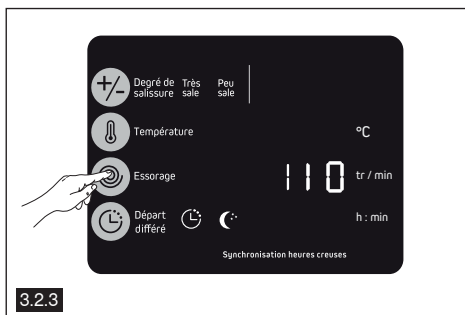 +/- Degré de salissure Très sale Peu sale
Température °C
Essorage 110 tr / min
Départ différé h : min
Synchronisation heures creuses
3.2.3